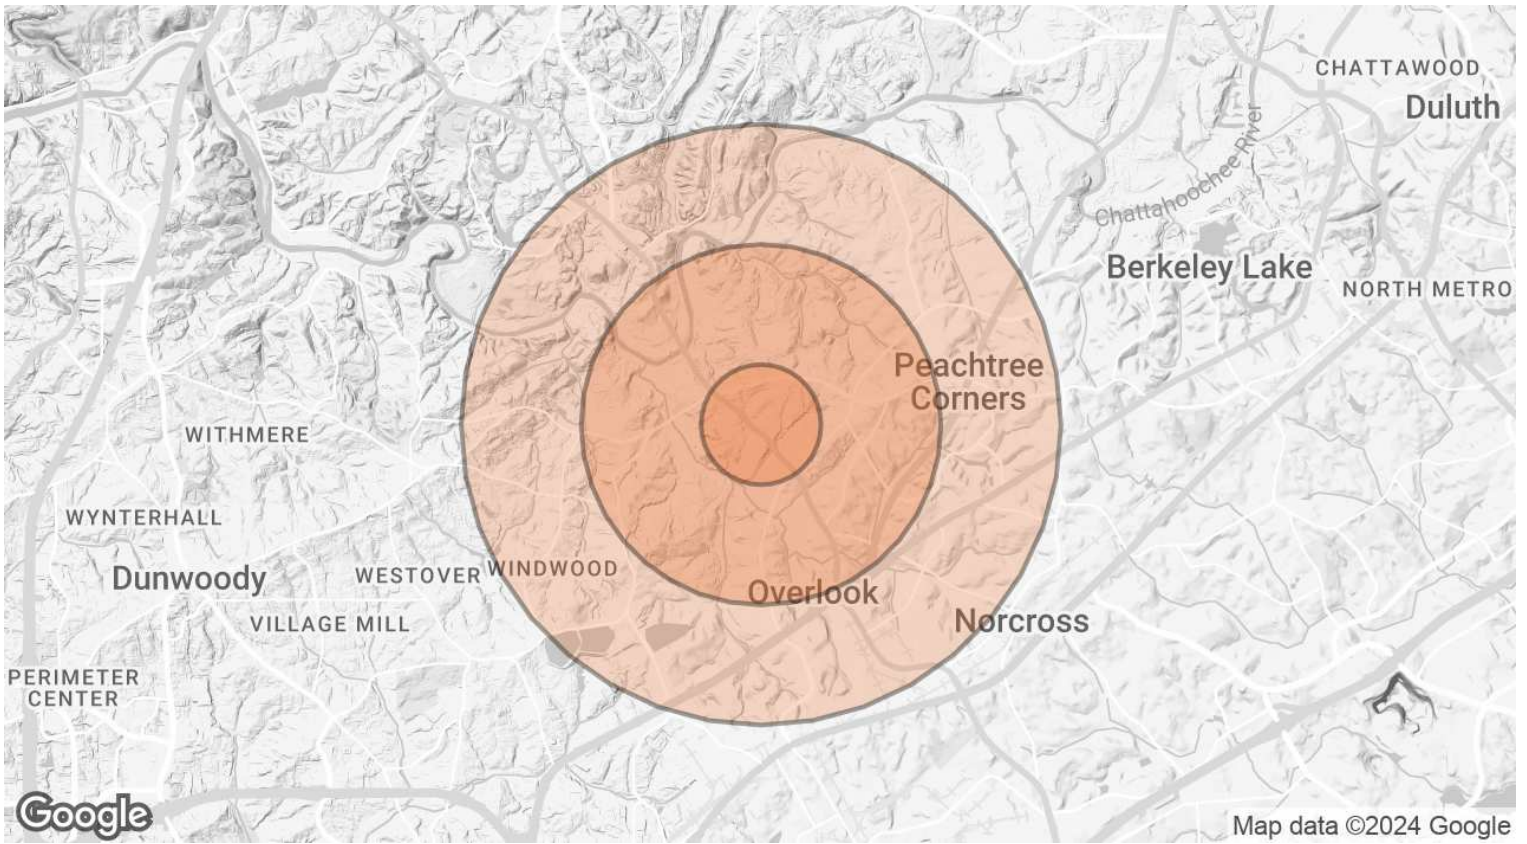 CHATTAWOOD
Duluth
Chattahoochee River
Berkeley Lake
NORTH METRO
Peachtree
Corners
WITHMERE
WYNTERHALL
Dunwoody
WESTOVER
WINDWOOD
Overlook
VILLAGE MILL
Norcross
PERIMETER
CENTER
Google
Map data ©2024 Google